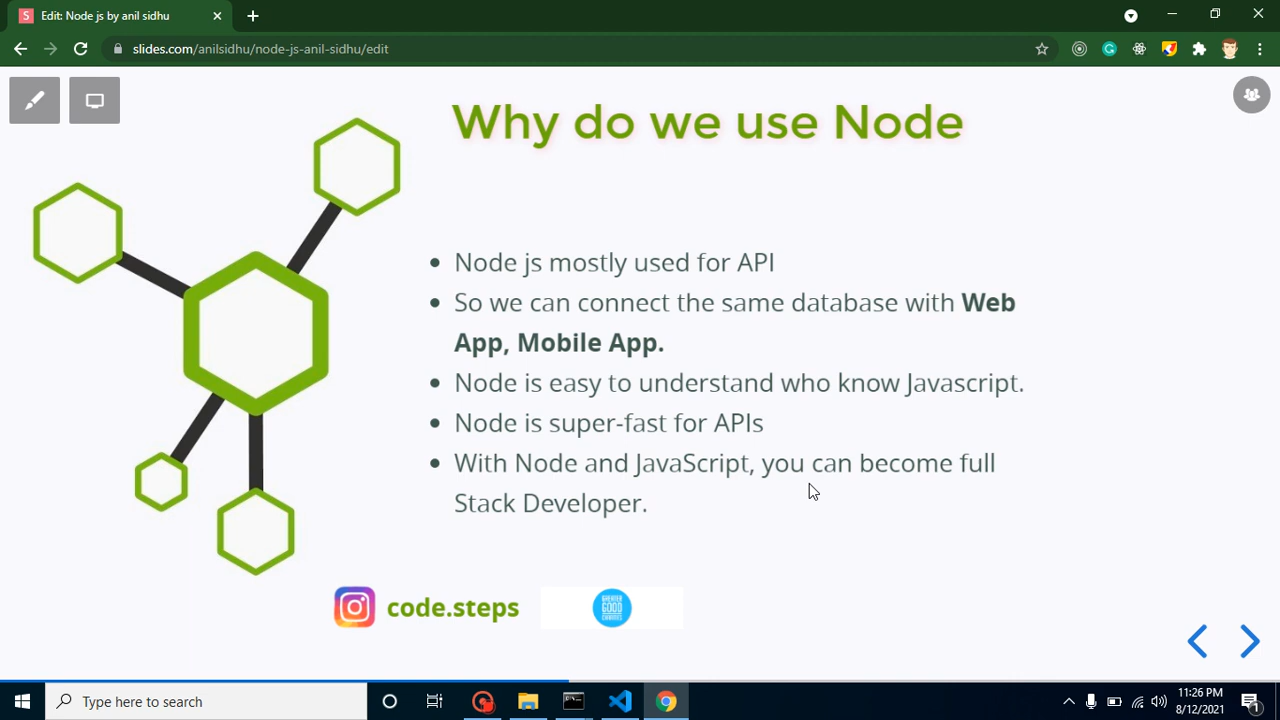 Edit: Node js by anil sidhu
slides.com/anilsidhu/node-js-anil-sidhu/edit
Why do we use Node
Node js mostly used for API
So we can connect the same database with Web
App, Mobile App.
Node is easy to understand who know Javascript.
Node is super-fast for APIs
With Node and JavaScript, you can become full
Stack Developer.
code.steps
GREATER
GOOD
CHANNEL
Type here to search
11:26 PM
8/12/2021